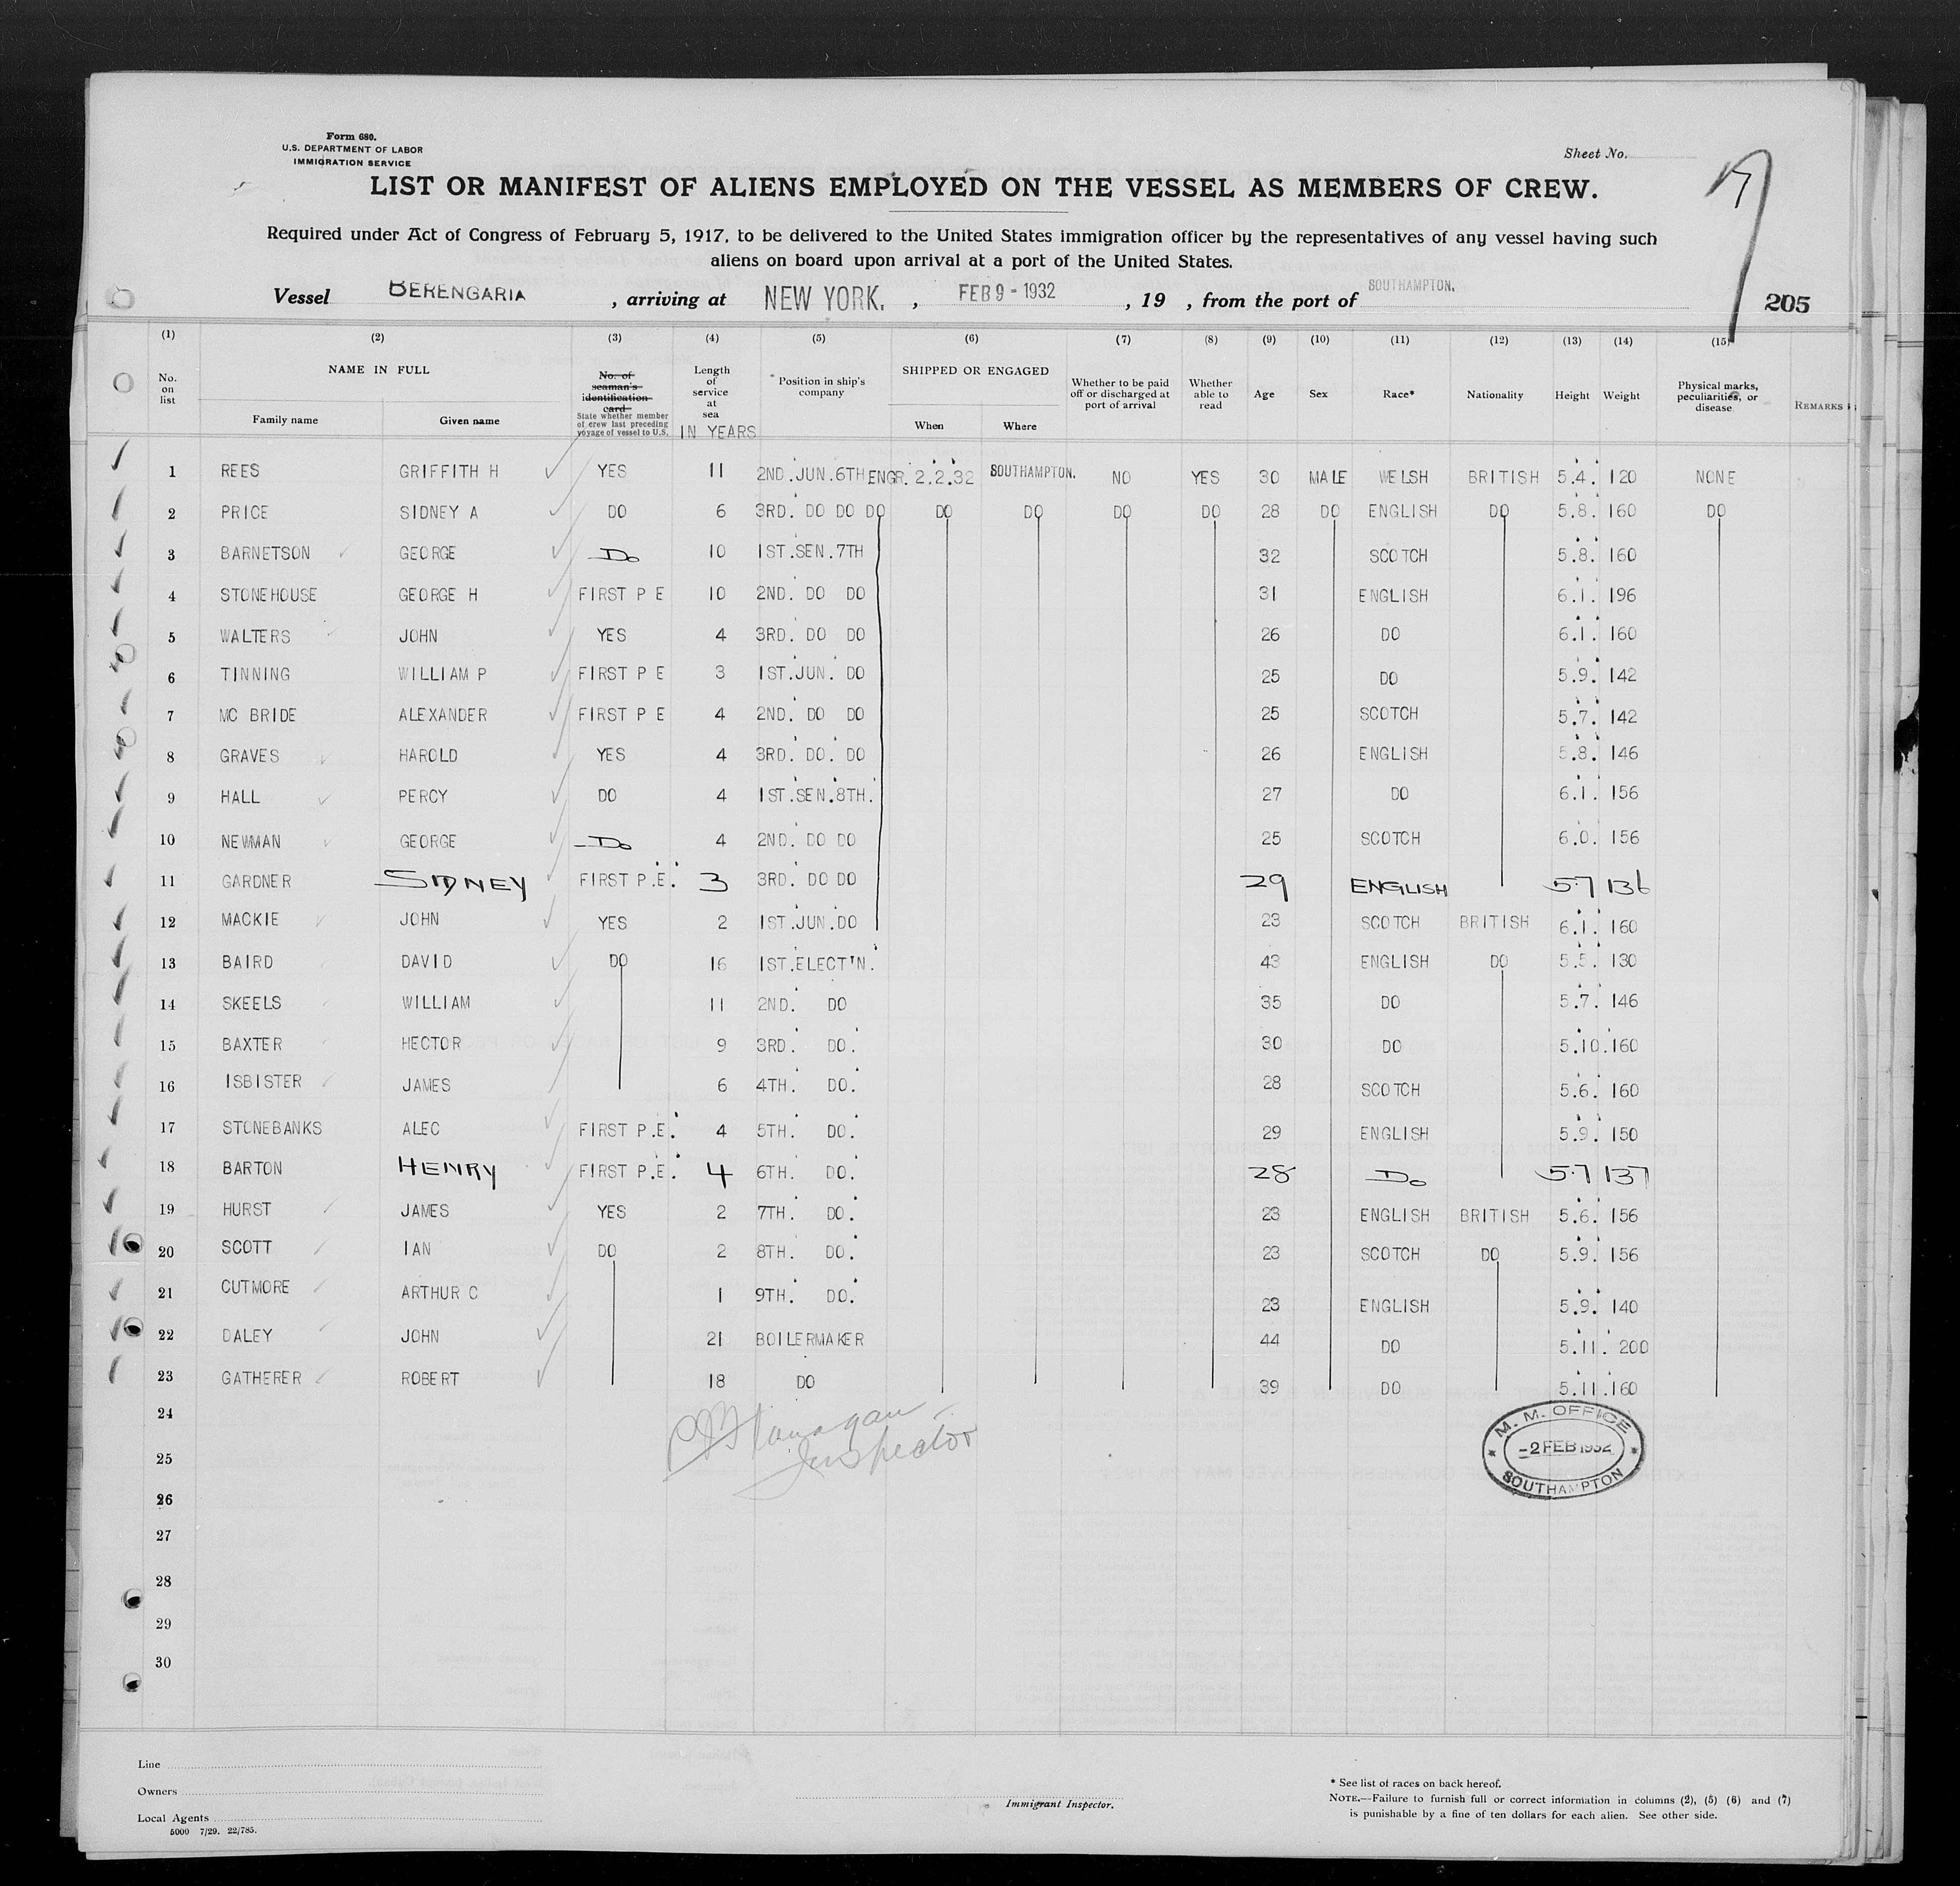 Form 680.
U.S. DEPARTMENT OF LABOR
IMMIGRATION SERVICE
Sheet No.
LIST OR MANIFEST OF ALIENS EMPLOYED ON THE VESSEL AS MEMBERS OF CREW.
Required under Act of Congress of February 5, 1917, to be delivered to the United States immigration officer by the representatives of any vessel having such
aliens on board upon arrival at a port of the United States.
Vessel BERENGARIA , arriving at NEW YORK. , FEB 9 - 1932 , 19 , from the port of SOUTHAMPTON.
205
(1) (2) (3) (4) (5) (6) (7) (8) (9) (10) (11) (12) (13) (14) (15)
No. on list NAME IN FULL Family name Given name No. of seaman's identification card State whether member of crew last preceding voyage of vessel to U.S. Length of service at sea IN YEARS Position in ship's company SHIPPED OR ENGAGED When Where Whether to be paid off or discharged at port of arrival Whether able to read Age Sex Race* Nationality Height Weight Physical marks, peculiarities, or disease REMARKS
1 REES GRIFFITH H YES 11 2ND.JUN.6TH ENGR. 2.2.32 SOUTHAMPTON. NO YES 30 MALE WELSH BRITISH 5.4. 120 NONE
2 PRICE SIDNEY A DO 6 3RD. DO DO DO DO DO DO DO 28 DO ENGLISH DO 5.8. 160 DO
3 BARNETSON GEORGE Do 10 1ST.SEN.7TH 32 SCOTCH 5.8. 160
4 STONEHOUSE GEORGE H FIRST P E 10 2ND. DO DO 31 ENGLISH 6.1. 196
5 WALTERS JOHN YES 4 3RD. DO DO 26 DO 6.1. 160
6 TINNING WILLIAM P FIRST P E 3 1ST.JUN. DO 25 DO 5.9. 142
7 MC BRIDE ALEXANDER FIRST P E 4 2ND. DO DO 25 SCOTCH 5.7. 142
8 GRAVES HAROLD YES 4 3RD. DO. DO 26 ENGLISH 5.8. 146
9 HALL PERCY DO 4 1ST.SEN.8TH. 27 DO 6.1. 156
10 NEWMAN GEORGE Do 4 2ND. DO DO 25 SCOTCH 6.0. 156
11 GARDNER SIDNEY FIRST P.E. 3 3RD. DO DO 29 ENGLISH 5.7 136
12 MACKIE JOHN YES 2 1ST.JUN.DO 23 SCOTCH BRITISH 6.1. 160
13 BAIRD DAVID DO 16 1ST.ELECT'N. 43 ENGLISH DO 5.5. 130
14 SKEELS WILLIAM 11 2ND. DO 35 DO 5.7. 146
15 BAXTER HECTOR 9 3RD. DO. 30 DO 5.10. 160
16 ISBISTER JAMES 6 4TH. DO. 28 SCOTCH 5.6. 160
17 STONEBANKS ALEC FIRST P.E. 4 5TH. DO. 29 ENGLISH 5.9. 150
18 BARTON HENRY FIRST P.E. 4 6TH. DO. 28 Do 5.7 137
19 HURST JAMES YES 2 7TH. DO. 23 ENGLISH BRITISH 5.6. 156
20 SCOTT IAN DO 2 8TH. DO. 23 SCOTCH DO 5.9. 156
21 CUTMORE ARTHUR C 1 9TH. DO. 23 ENGLISH 5.9. 140
22 DALEY JOHN 21 BOILERMAKER 44 DO 5.11. 200
23 GATHERER ROBERT 18 DO 39 DO 5.11. 160
24
25
26
27
28
29
30
Flanagan
Inspector
M. M. OFFICE
-2 FEB 1932
SOUTHAMPTON
Line
Owners
Local Agents
5000 7/29. 22/785.
Immigrant Inspector.
* See list of races on back hereof.
NOTE.—Failure to furnish full or correct information in columns (2), (5) (6) and (7)
is punishable by a fine of ten dollars for each alien. See other side.